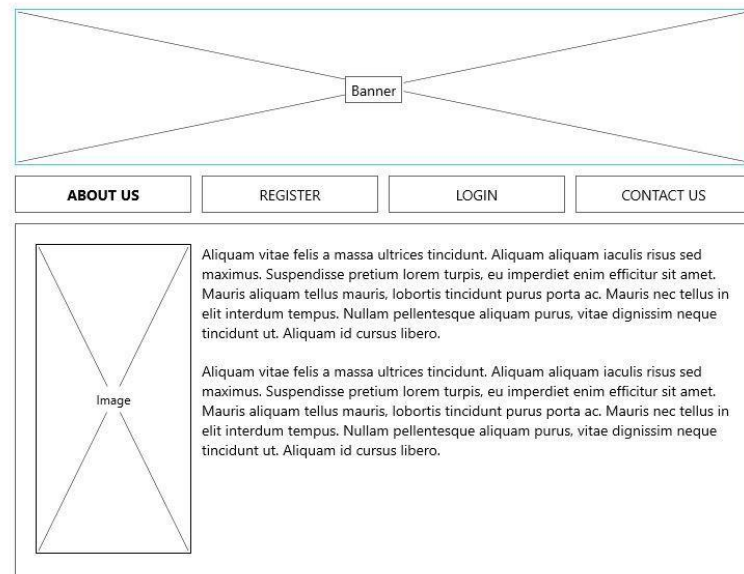 Banner
ABOUT US
REGISTER
LOGIN
CONTACT US
Image
Aliquam vitae felis a massa ultrices tincidunt. Aliquam aliquam iaculis risus sed
maximus. Suspendisse pretium lorem turpis, eu imperdiet enim efficitur sit amet.
Mauris aliquam tellus mauris, lobortis tincidunt purus porta ac. Mauris nec tellus in
elit interdum tempus. Nullam pellentesque aliquam purus, vitae dignissim neque
tincidunt ut. Aliquam id cursus libero.
Aliquam vitae felis a massa ultrices tincidunt. Aliquam aliquam iaculis risus sed
maximus. Suspendisse pretium lorem turpis, eu imperdiet enim efficitur sit amet.
Mauris aliquam tellus mauris, lobortis tincidunt purus porta ac. Mauris nec tellus in
elit interdum tempus. Nullam pellentesque aliquam purus, vitae dignissim neque
tincidunt ut. Aliquam id cursus libero.